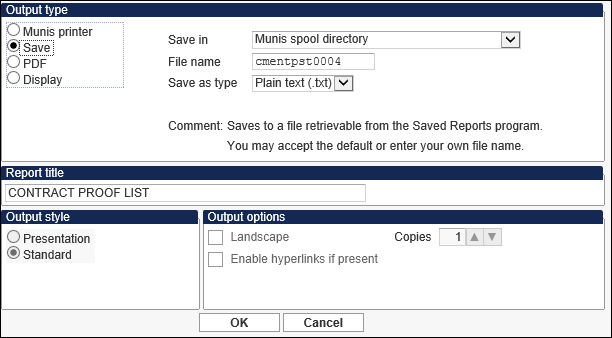 Output type
Munis printer
Save
PDF
Display
Save in Munis spool directory
File name cmentpst0004
Save as type Plain text (.txt)
Comment: Saves to a file retrievable from the Saved Reports program.
You may accept the default or enter your own file name.
Report title
CONTRACT PROOF LIST
Output style
Presentation
Standard
Output options
Landscape Copies 1
Enable hyperlinks if present
OK Cancel